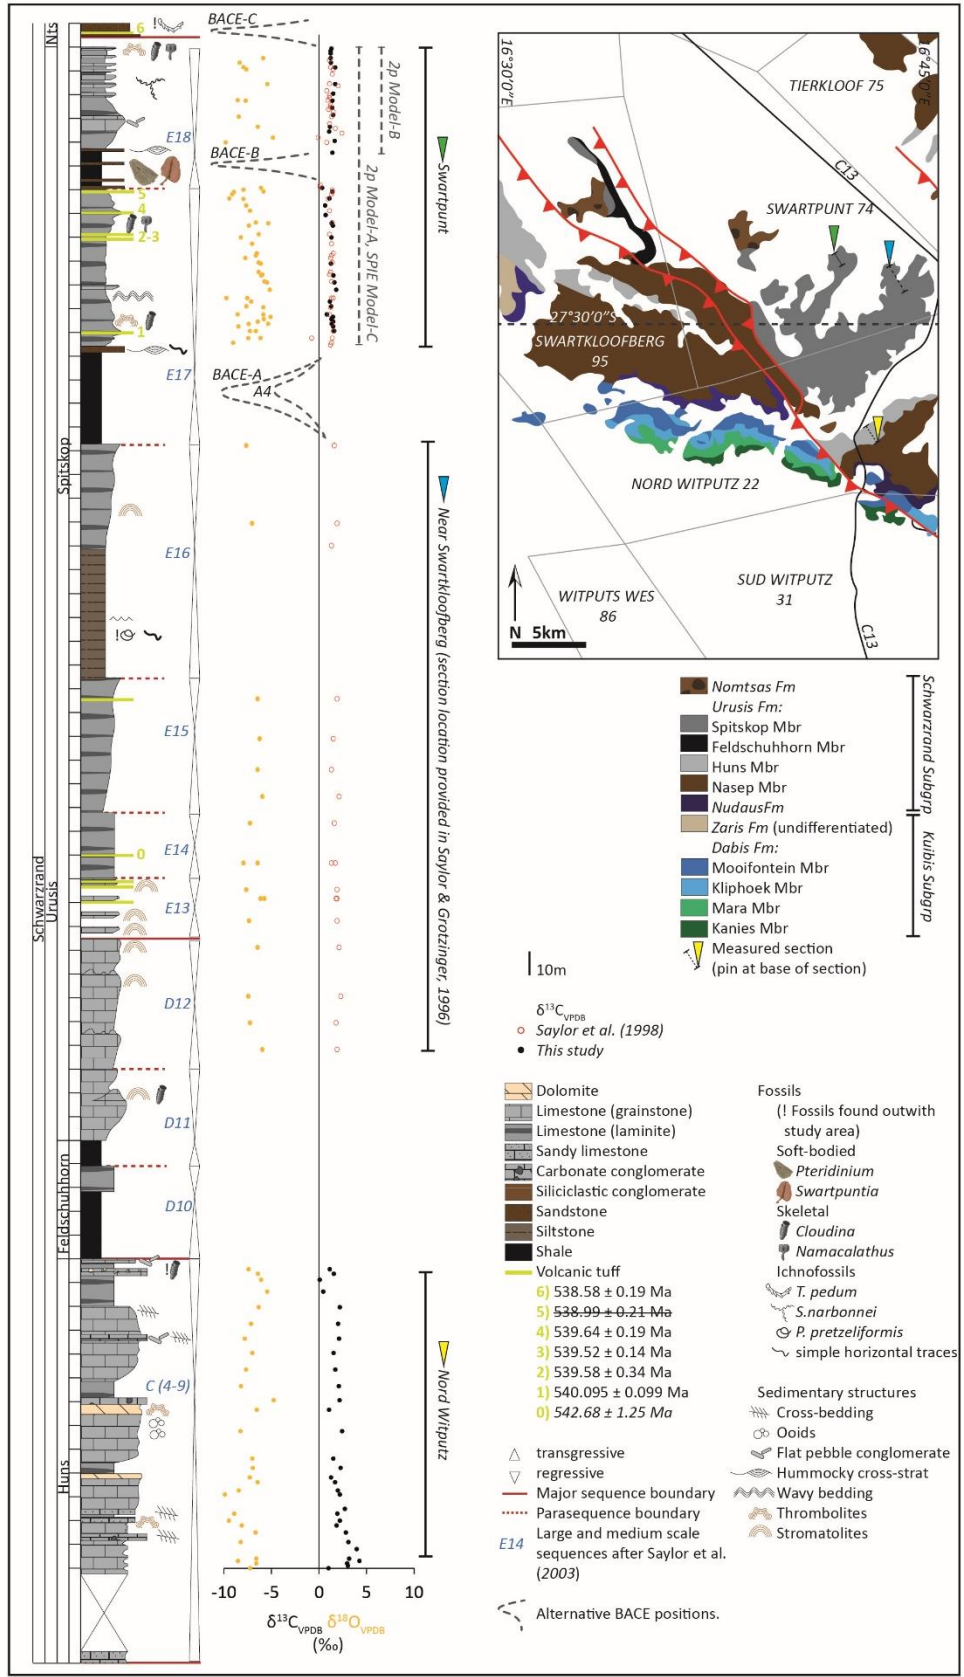 Nts
Spitskop
Schwarzrand
Urusis
Feldschuhhorn
Huns
6
!
5
4
2-3
1
!
0
!
E18
E17
E16
E15
E14
E13
D12
D11
D10
C (4-9)
BACE-C
BACE-B
BACE-A
A4
2p Model-B
2p Model-A, SPIE Model-C
Swartpunt
Near Swartkloofberg (section location provided in Saylor & Grotzinger, 1996)
Nord Witputz
-10 -5 0 5 10
δ13CVPDB δ18OVPDB
(‰)
16°30'0"E
16°45'0"E
TIERKLOOF 75
C13
SWARTPUNT 74
27°30'0"S
SWARTKLOOFBERG
95
NORD WITPUTZ 22
WITPUTS WES
86
SUD WITPUTZ
31
C13
N 5km
Nomtsas Fm
Urusis Fm:
Spitskop Mbr
Feldschuhhorn Mbr
Huns Mbr
Nasep Mbr
NudausFm
Zaris Fm (undifferentiated)
Dabis Fm:
Mooifontein Mbr
Kliphoek Mbr
Mara Mbr
Kanies Mbr
Measured section
(pin at base of section)
Schwarzrand Subgrp
Kuibis Subgrp
10m
δ13CVPDB
Saylor et al. (1998)
This study
Dolomite
Limestone (grainstone)
Limestone (laminite)
Sandy limestone
Carbonate conglomerate
Siliciclastic conglomerate
Sandstone
Siltstone
Shale
Volcanic tuff
6) 538.58 ± 0.19 Ma
5) 538.99 ± 0.21 Ma
4) 539.64 ± 0.19 Ma
3) 539.52 ± 0.14 Ma
2) 539.58 ± 0.34 Ma
1) 540.095 ± 0.099 Ma
0) 542.68 ± 1.25 Ma
transgressive
regressive
Major sequence boundary
Parasequence boundary
E14 Large and medium scale
sequences after Saylor et al.
(2003)
Alternative BACE positions.
Fossils
(! Fossils found outwith
study area)
Soft-bodied
Pteridinium
Swartpuntia
Skeletal
Cloudina
Namacalathus
Ichnofossils
T. pedum
S.narbonnei
P. pretzeliformis
simple horizontal traces
Sedimentary structures
Cross-bedding
Ooids
Flat pebble conglomerate
Hummocky cross-strat
Wavy bedding
Thrombolites
Stromatolites